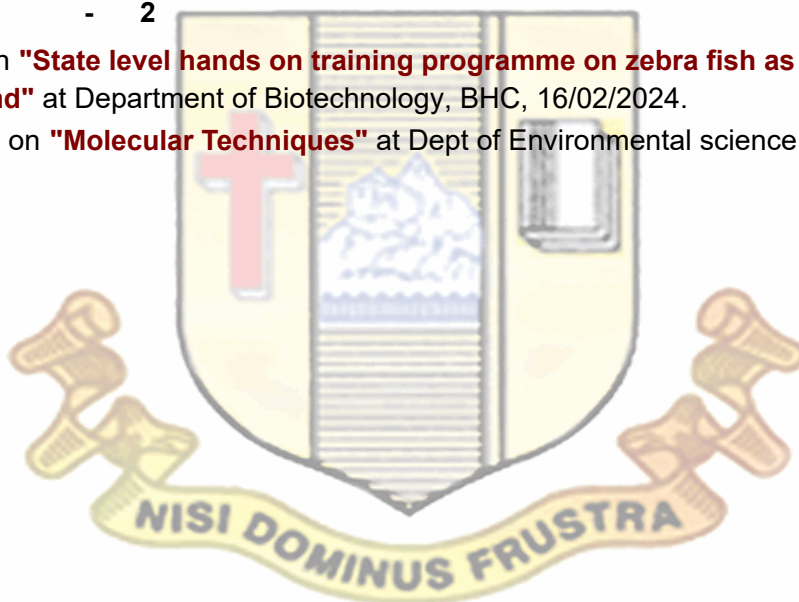 - 2
n "State level hands on training programme on zebra fish as
nd" at Department of Biotechnology, BHC, 16/02/2024.
on "Molecular Techniques" at Dept of Environmental science
NISI DOMINUS FRUSTRA